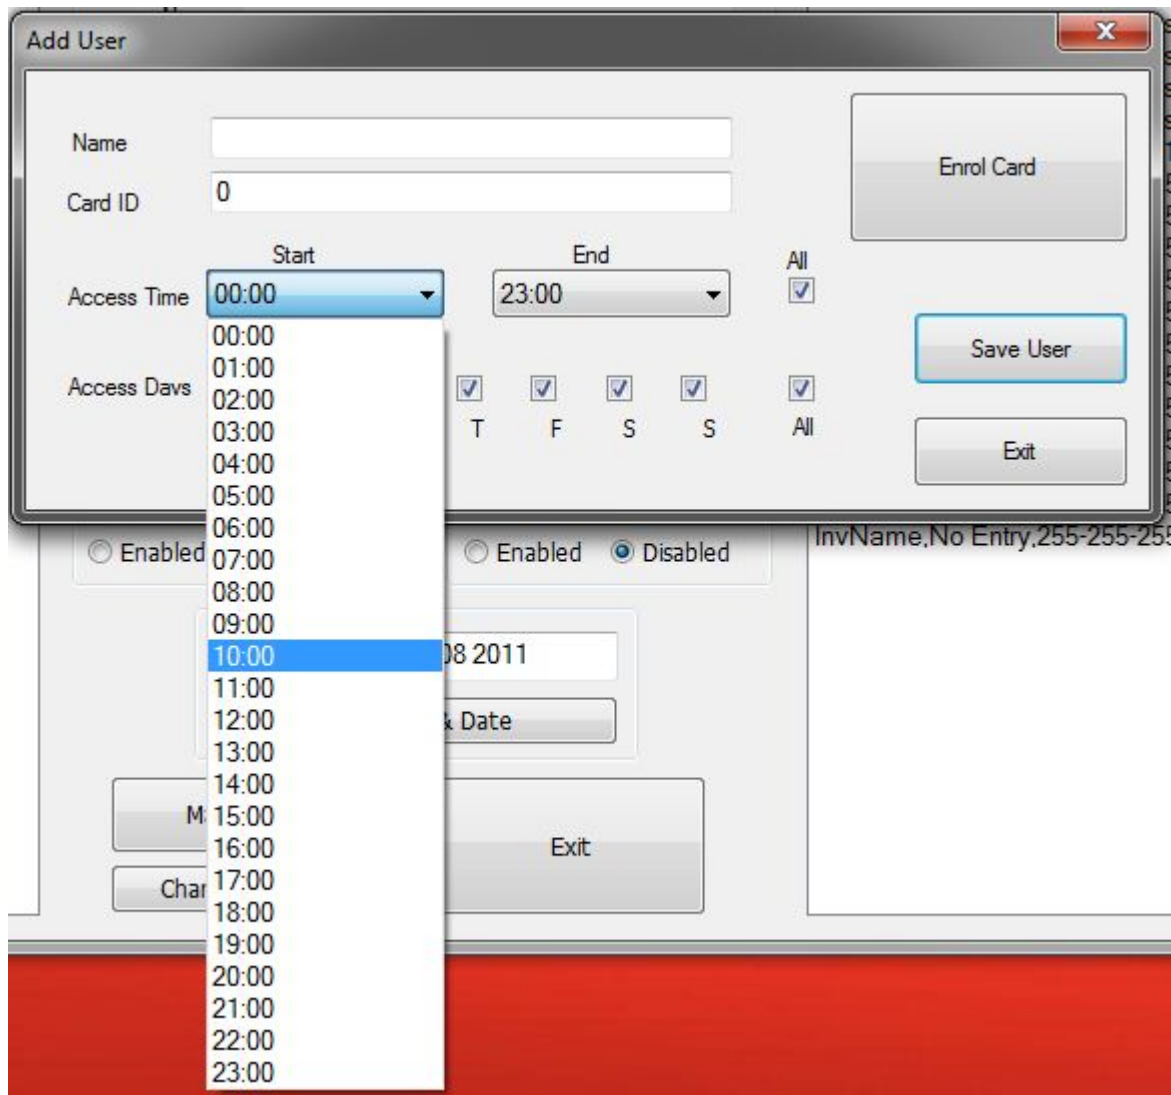 Add User
Name
Enrol Card
Card ID 0
Start End All
Access Time 00:00 23:00
00:00
01:00
02:00
03:00
04:00
05:00
06:00
07:00
08:00
09:00
10:00
11:00
12:00
13:00
14:00
15:00
16:00
17:00
18:00
19:00
20:00
21:00
22:00
23:00
Save User
Access Days
T F S S All
Exit
Enabled Enabled Disabled
InvName,No Entry,255-255-255
08 2011
& Date
Exit